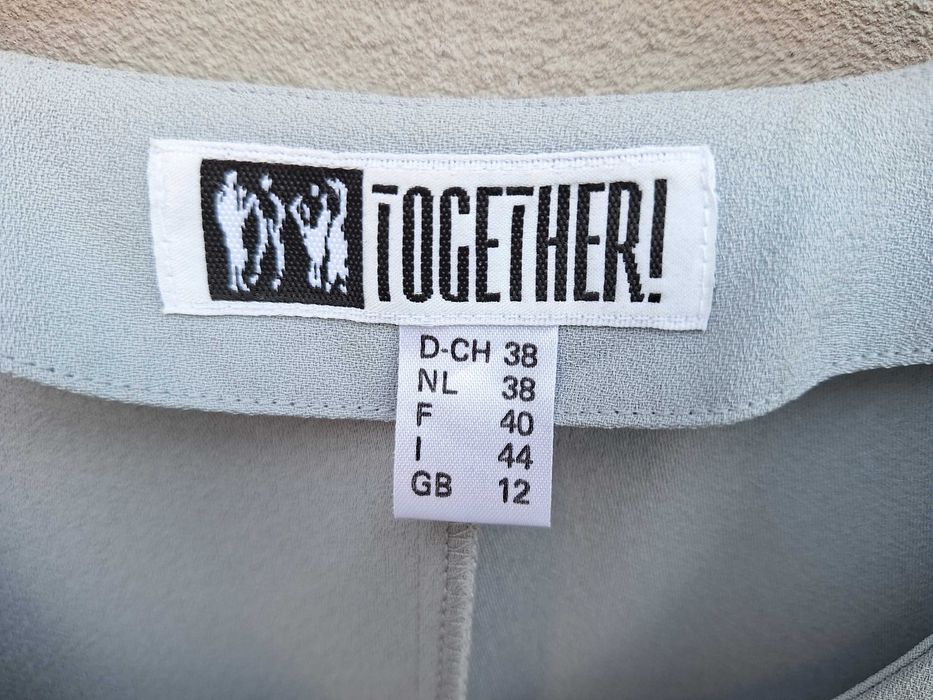 TOGETHER!
D-CH 38
NL 38
F 40
I 44
GB 12